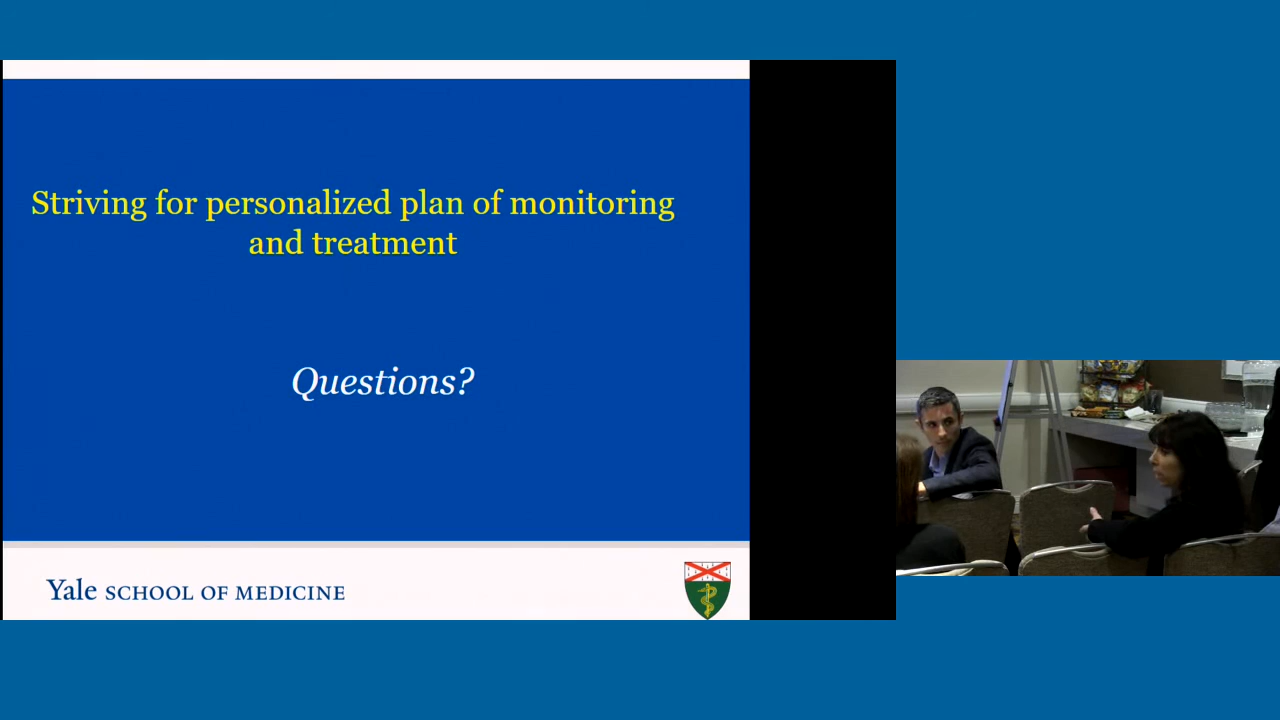 Striving for personalized plan of monitoring
and treatment
Questions?
Yale SCHOOL OF MEDICINE